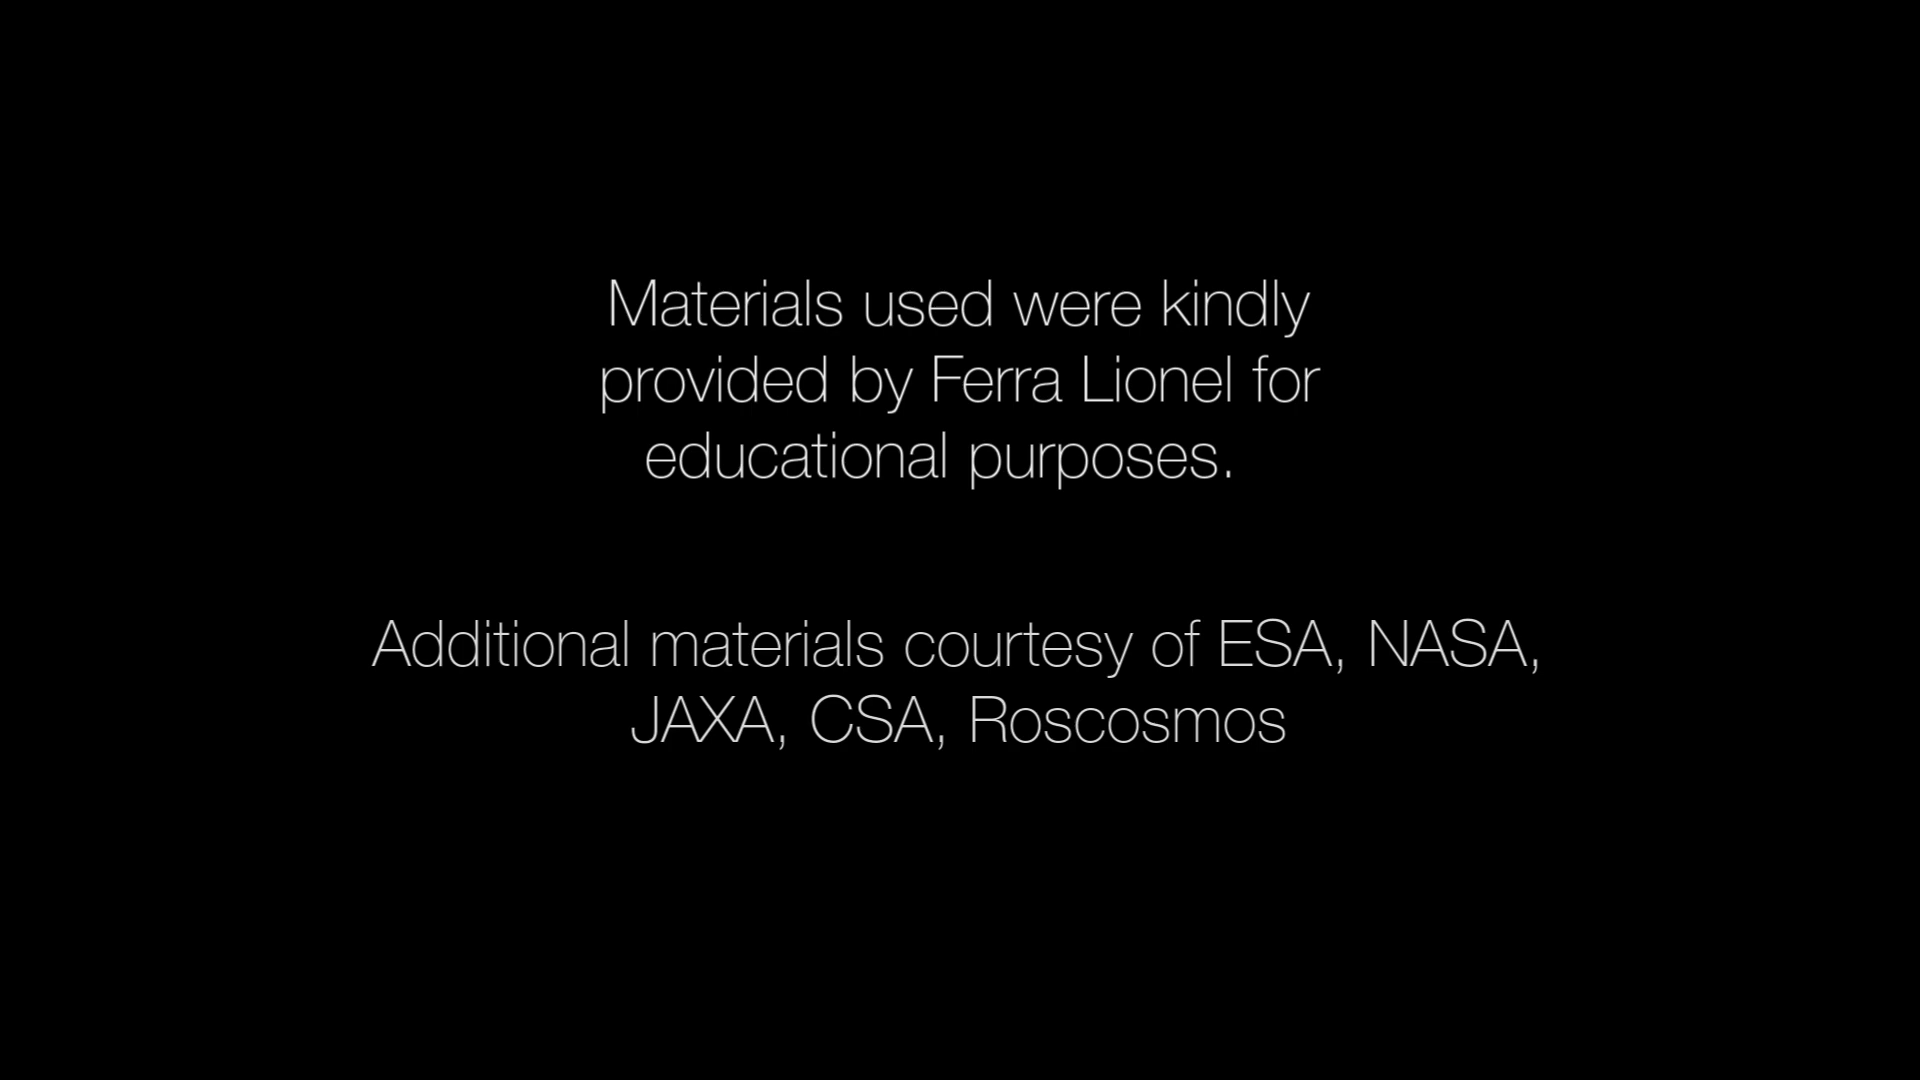 Materials used were kindly
provided by Ferra Lionel for
educational purposes.
Additional materials courtesy of ESA, NASA,
JAXA, CSA, Roscosmos